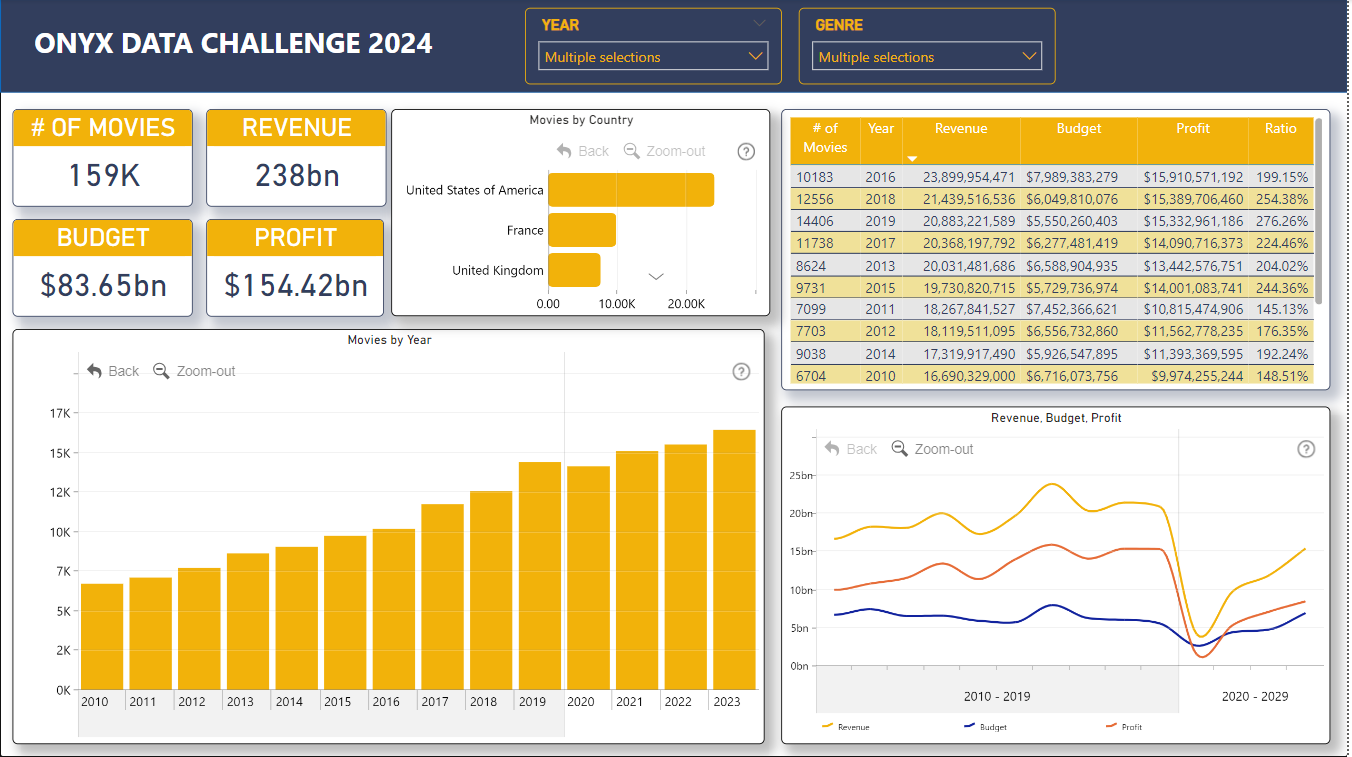 ONYX DATA CHALLENGE 2024
YEAR
Multiple selections
GENRE
Multiple selections
# OF MOVIES
159K
REVENUE
238bn
BUDGET
$83.65bn
PROFIT
$154.42bn
Movies by Country
Back Zoom-out ?
United States of America
France
United Kingdom
0.00 10.00K 20.00K
# of Movies Year Revenue Budget Profit Ratio
10183 2016 23,899,954,471 $7,989,383,279 $15,910,571,192 199.15%
12556 2018 21,439,516,536 $6,049,810,076 $15,389,706,460 254.38%
14406 2019 20,883,221,589 $5,550,260,403 $15,332,961,186 276.26%
11738 2017 20,368,197,792 $6,277,481,419 $14,090,716,373 224.46%
8624 2013 20,031,481,686 $6,588,904,935 $13,442,576,751 204.02%
9731 2015 19,730,820,715 $5,729,736,974 $14,001,083,741 244.36%
7099 2011 18,267,841,527 $7,452,366,621 $10,815,474,906 145.13%
7703 2012 18,119,511,095 $6,556,732,860 $11,562,778,235 176.35%
9038 2014 17,319,917,490 $5,926,547,895 $11,393,369,595 192.24%
6704 2010 16,690,329,000 $6,716,073,756 $9,974,255,244 148.51%
Movies by Year
Back Zoom-out ?
17K
15K
12K
10K
7K
5K
2K
0K
2010 2011 2012 2013 2014 2015 2016 2017 2018 2019 2020 2021 2022 2023
Revenue, Budget, Profit
Back Zoom-out ?
25bn
20bn
15bn
10bn
5bn
0bn
2010 - 2019 2020 - 2029
Revenue Budget Profit